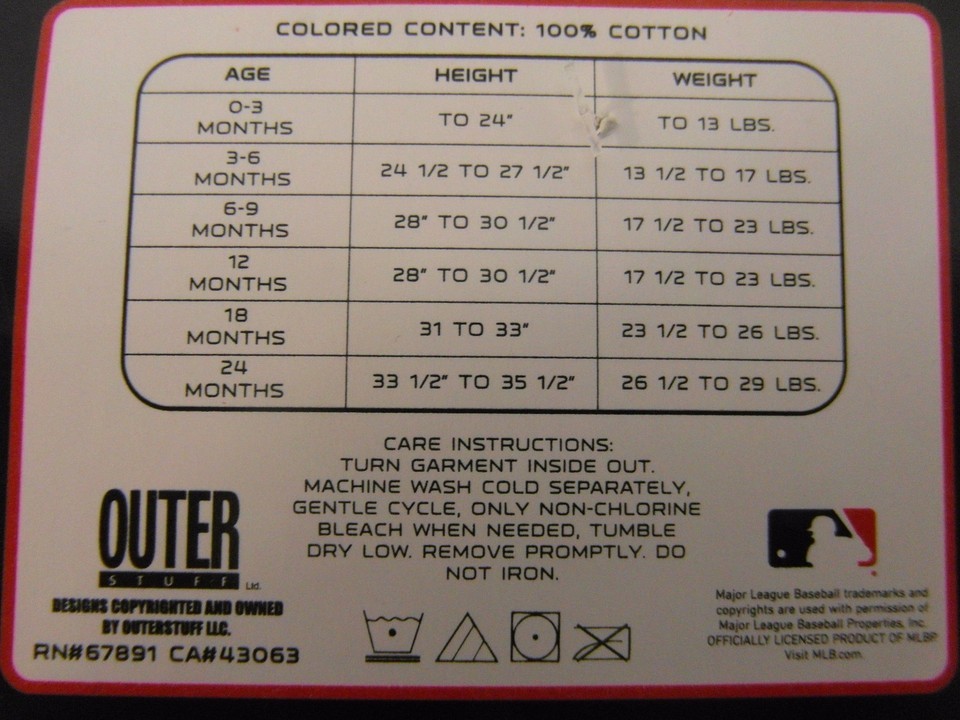 COLORED CONTENT: 100% COTTON
AGE HEIGHT WEIGHT
0-3
MONTHS TO 24" TO 13 LBS.
3-6
MONTHS 24 1/2 TO 27 1/2" 13 1/2 TO 17 LBS.
6-9
MONTHS 28" TO 30 1/2" 17 1/2 TO 23 LBS.
12
MONTHS 28" TO 30 1/2" 17 1/2 TO 23 LBS.
18
MONTHS 31 TO 33" 23 1/2 TO 26 LBS.
24
MONTHS 33 1/2" TO 35 1/2" 26 1/2 TO 29 LBS.
CARE INSTRUCTIONS:
TURN GARMENT INSIDE OUT.
MACHINE WASH COLD SEPARATELY,
GENTLE CYCLE, ONLY NON-CHLORINE
BLEACH WHEN NEEDED, TUMBLE
DRY LOW. REMOVE PROMPTLY. DO
NOT IRON.
OUTER
STUFF Ltd.
DESIGNS COPYRIGHTED AND OWNED
BY OUTERSTUFF LLC.
RN#67891 CA#43063
Major League Baseball trademarks and
copyrights are used with permission of
Major League Baseball Properties, Inc.
OFFICIALLY LICENSED PRODUCT OF MLBP
Visit MLB.com.